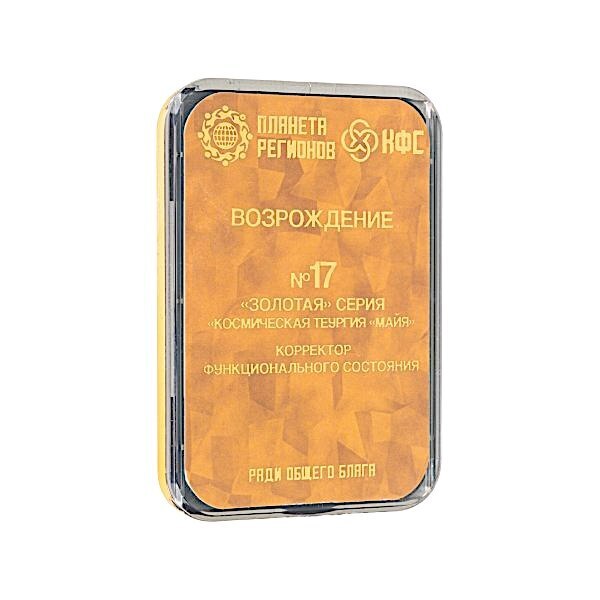 ПЛАНЕТА
РЕГИОНОВ
КФС
ВОЗРОЖДЕНИЕ
№17
«ЗОЛОТАЯ» СЕРИЯ
«КОСМИЧЕСКАЯ ТЕУРГИЯ «МАЙЯ»
КОРРЕКТОР
ФУНКЦИОНАЛЬНОГО СОСТОЯНИЯ
РАДИ ОБЩЕГО БЛАГА